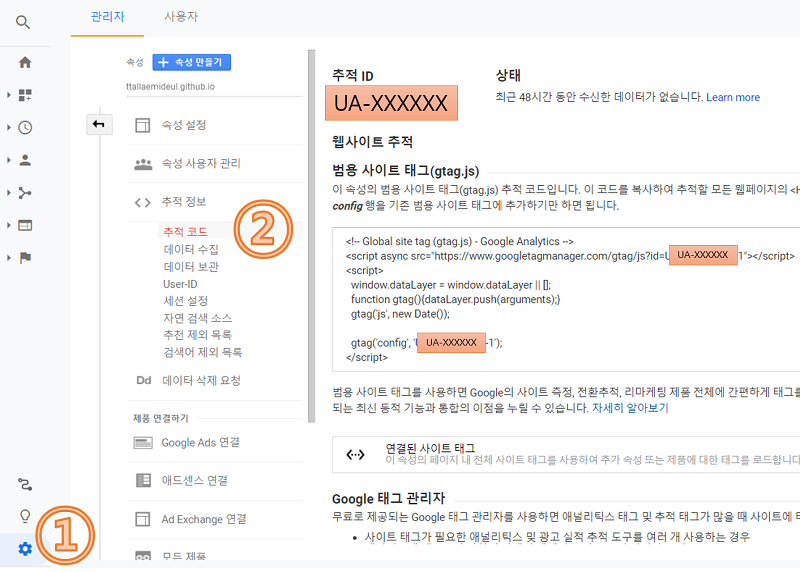 관리자 사용자
속성 + 속성 만들기
ttallaemideul.github.io
속성 설정
속성 사용자 관리
추적 정보
추적 코드
데이터 수집
데이터 보관
User-ID
세션 설정
자연 검색 소스
추천 제외 목록
검색어 제외 목록
Dd 데이터 삭제 요청
제품 연결하기
Google Ads 연결
애드센스 연결
Ad Exchange 연결
모든 제품
1
2
추적 ID
UA-XXXXXX
상태
최근 48시간 동안 수신한 데이터가 없습니다. Learn more
웹사이트 추적
범용 사이트 태그(gtag.js)
이 속성의 범용 사이트 태그(gtag.js) 추적 코드입니다. 이 코드를 복사하여 추적할 모든 웹페이지의 <H
config 행을 기존 범용 사이트 태그에 추가하기만 하면 됩니다.
<!-- Global site tag (gtag.js) - Google Analytics -->
<script async src="https://www.googletagmanager.com/gtag/js?id=U UA-XXXXXX 1"></script>
<script>
window.dataLayer = window.dataLayer || [];
function gtag(){dataLayer.push(arguments);}
gtag('js', new Date());
gtag('config', 'U UA-XXXXXX -1');
</script>
범용 사이트 태그를 사용하면 Google의 사이트 측정, 전환추적, 리마케팅 제품 전체에 간편하게 태그를
되는 최신 동적 기능과 통합의 이점을 누릴 수 있습니다. 자세히 알아보기
연결된 사이트 태그
이 속성의 페이지 내 전체 사이트 태그를 사용하여 추가 속성 또는 제품에 대한 태그를 로드합니다
Google 태그 관리자
무료로 제공되는 Google 태그 관리자를 사용하면 애널리틱스 태그 및 추적 태그가 많을 때 사이트에 티
• 사이트 태그가 필요한 애널리틱스 및 광고 실적 추적 도구를 여러 개 사용하는 경우